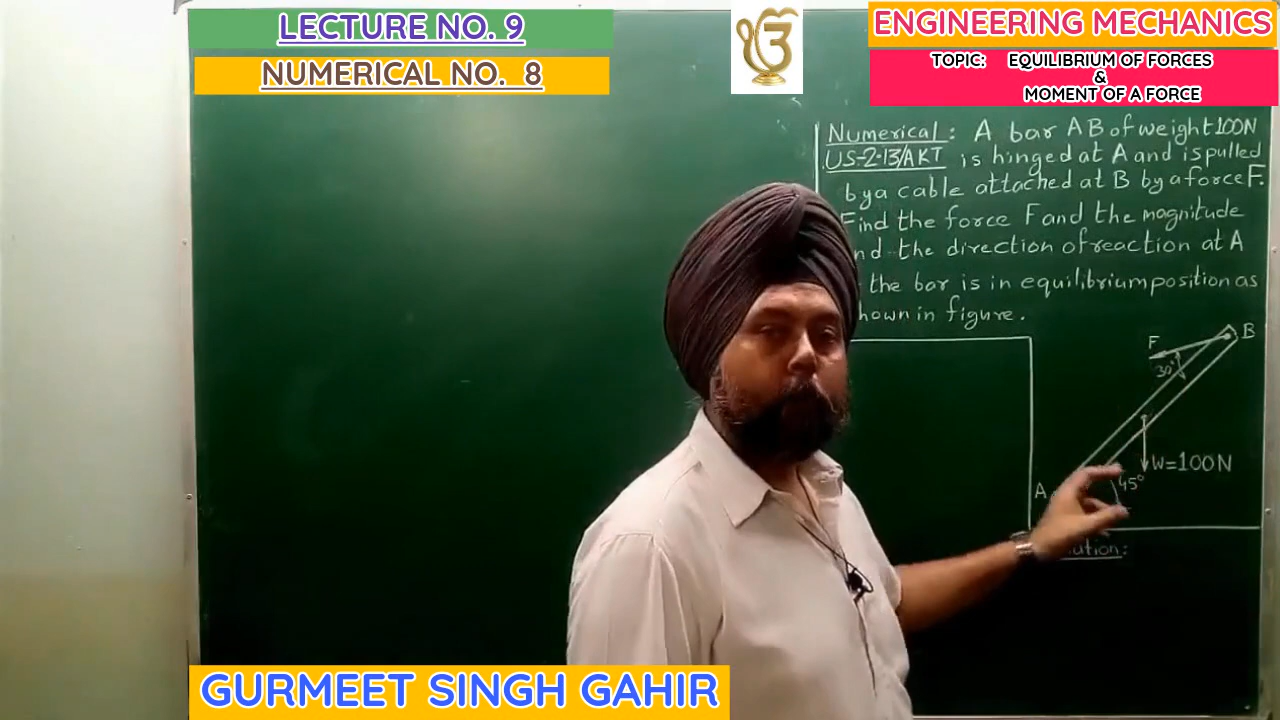 LECTURE NO. 9
NUMERICAL NO. 8
ੴ
ENGINEERING MECHANICS
TOPIC: EQUILIBRIUM OF FORCES
&
MOMENT OF A FORCE
Numerical: A bar AB of weight 100N
US-2.13/AKT is hinged at A and is pulled
by a cable attached at B by a force F.
Find the force F and the magnitude
nd the direction of reaction at A
the bar is in equilibrium position as
hown in figure.
B
F
30°
W=100N
45°
A
ution:
GURMEET SINGH GAHIR